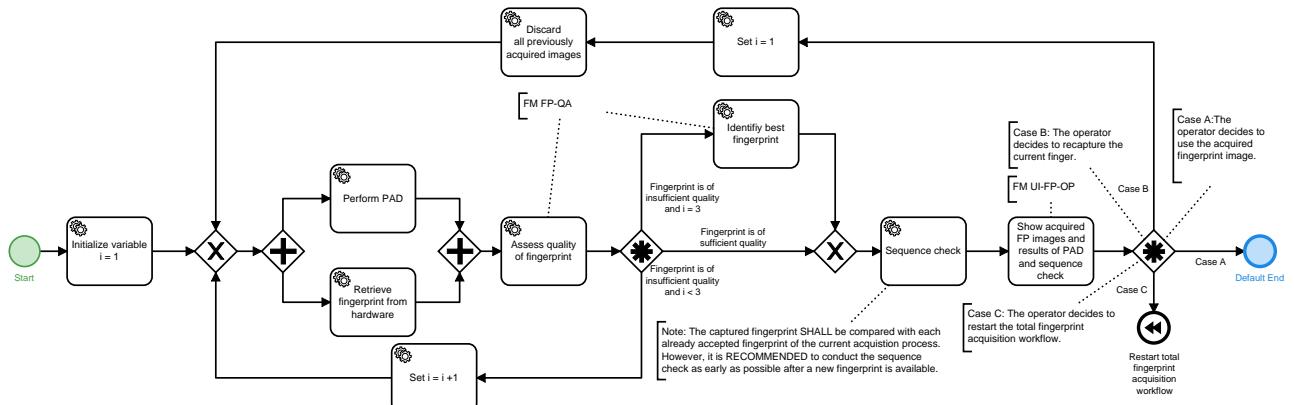 Discard
all previously
acquired images
Set i = 1
FM FP-QA
Identifiy best
fingerprint
Case B: The operator
decides to recapture the
current finger.
Case A:The
operator decides to
use the acquired
fingerprint image.
FM UI-FP-OP
Case B
Perform PAD
Fingerprint is of
insufficient quality
and i = 3
Start
Initialize variable
i = 1
X
Assess quality
of fingerprint
Fingerprint is of
sufficient quality
X
Sequence check
Show acquired
FP images and
results of PAD
and sequence
check
Case A
Default End
Retrieve
fingerprint from
hardware
Fingerprint is of
insufficient quality
and i < 3
Case C
Case C: The operator decides to
restart the total fingerprint
acquisition workflow.
Note: The captured fingerprint SHALL be compared with each
already accepted fingerprint of the current acquistion process.
However, it is RECOMMENDED to conduct the sequence
check as early as possible after a new fingerprint is available.
Restart total
fingerprint
acquisition
workflow
Set i = i +1